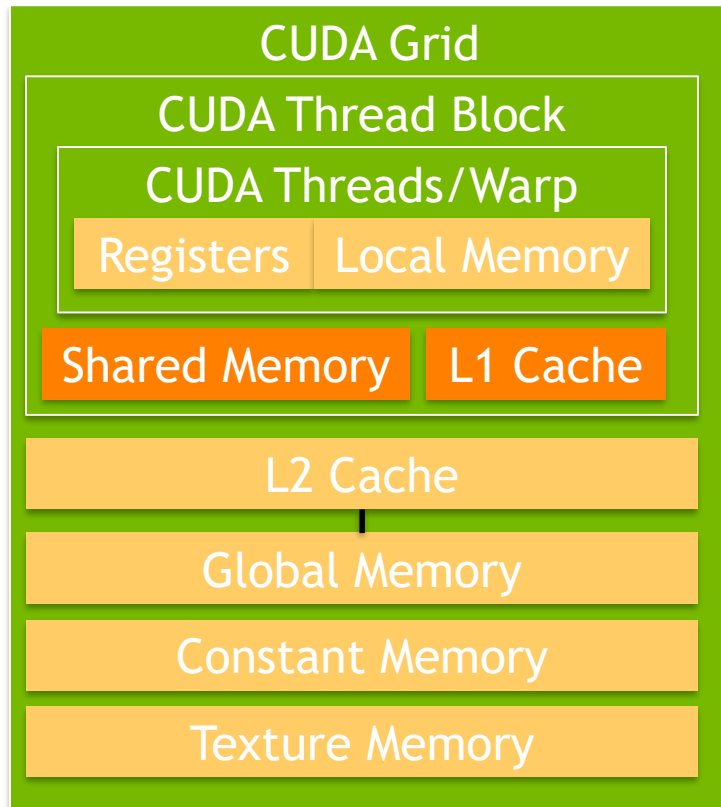 CUDA Grid
CUDA Thread Block
CUDA Threads/Warp
Registers
Local Memory
Shared Memory
L1 Cache
L2 Cache
Global Memory
Constant Memory
Texture Memory